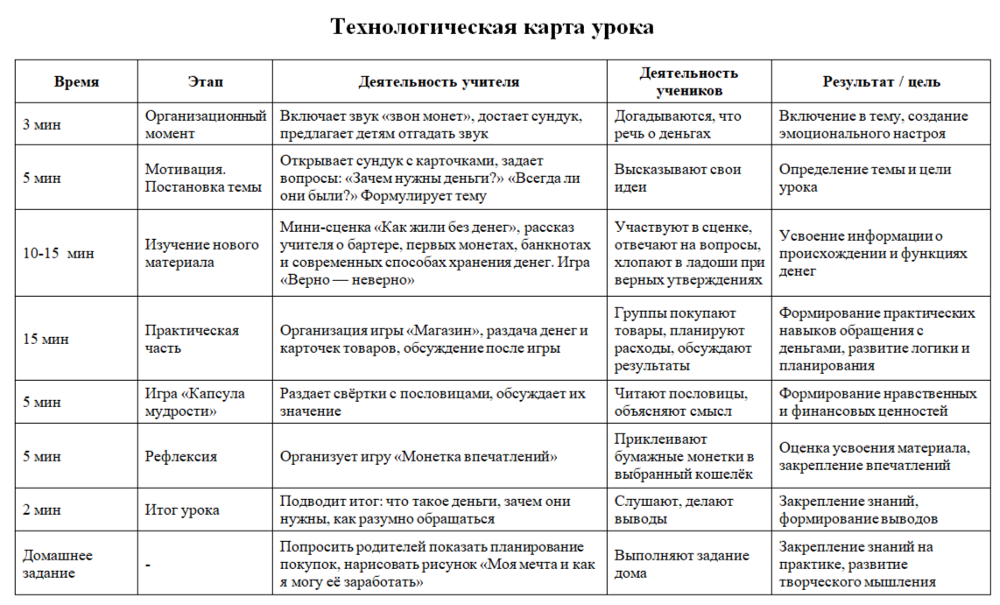 Технологическая карта урока
Время
Этап
Деятельность учителя
Деятельность
учеников
Результат / цель
3 мин
Организационный
момент
Включает звук «звон монет», достает сундук,
предлагает детям отгадать звук
Догадываются, что
речь о деньгах
Включение в тему, создание
эмоционального настроя
5 мин
Мотивация.
Постановка темы
Открывает сундук с карточками, задает
вопросы: «Зачем нужны деньги?» «Всегда ли
они были?» Формулирует тему
Высказывают свои
идеи
Определение темы и цели
урока
10-15 мин
Изучение нового
материала
Мини-сценка «Как жили без денег», рассказ
учителя о бартере, первых монетах, банкнотах
и современных способах хранения денег. Игра
«Верно — неверно»
Участвуют в сценке,
отвечают на вопросы,
хлопают в ладоши при
верных утверждениях
Усвоение информации о
происхождении и функциях
денег
15 мин
Практическая
часть
Организация игры «Магазин», раздача денег и
карточек товаров, обсуждение после игры
Группы покупают
товары, планируют
расходы, обсуждают
результаты
Формирование практических
навыков обращения с
деньгами, развитие логики и
планирования
5 мин
Игра «Капсула
мудрости»
Раздает свёртки с пословицами, обсуждает их
значение
Читают пословицы,
объясняют смысл
Формирование нравственных
и финансовых ценностей
5 мин
Рефлексия
Организует игру «Монетка впечатлений»
Приклеивают
бумажные монетки в
выбранный кошелёк
Оценка усвоения материала,
закрепление впечатлений
2 мин
Итог урока
Подводит итог: что такое деньги, зачем они
нужны, как разумно обращаться
Слушают, делают
выводы
Закрепление знаний,
формирование выводов
Домашнее
задание
-
Попросить родителей показать планирование
покупок, нарисовать рисунок «Моя мечта и как
я могу её заработать»
Выполняют задание
дома
Закрепление знаний на
практике, развитие
творческого мышления